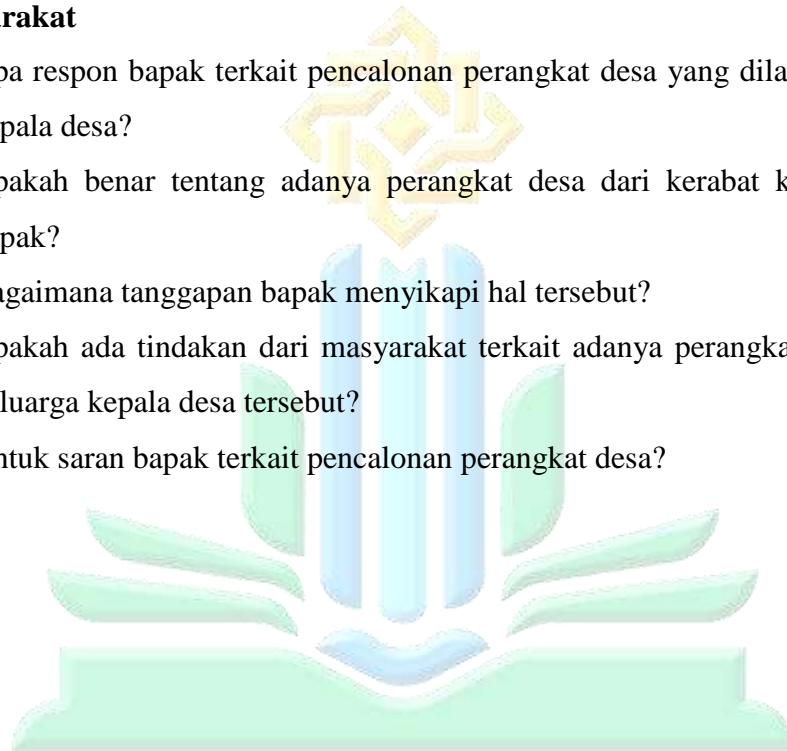 arakat
pa respon bapak terkait pencalonan perangkat desa yang dila
pala desa?
pakah benar tentang adanya perangkat desa dari kerabat k
pak?
agaimana tanggapan bapak menyikapi hal tersebut?
pakah ada tindakan dari masyarakat terkait adanya perangka
luarga kepala desa tersebut?
ntuk saran bapak terkait pencalonan perangkat desa?